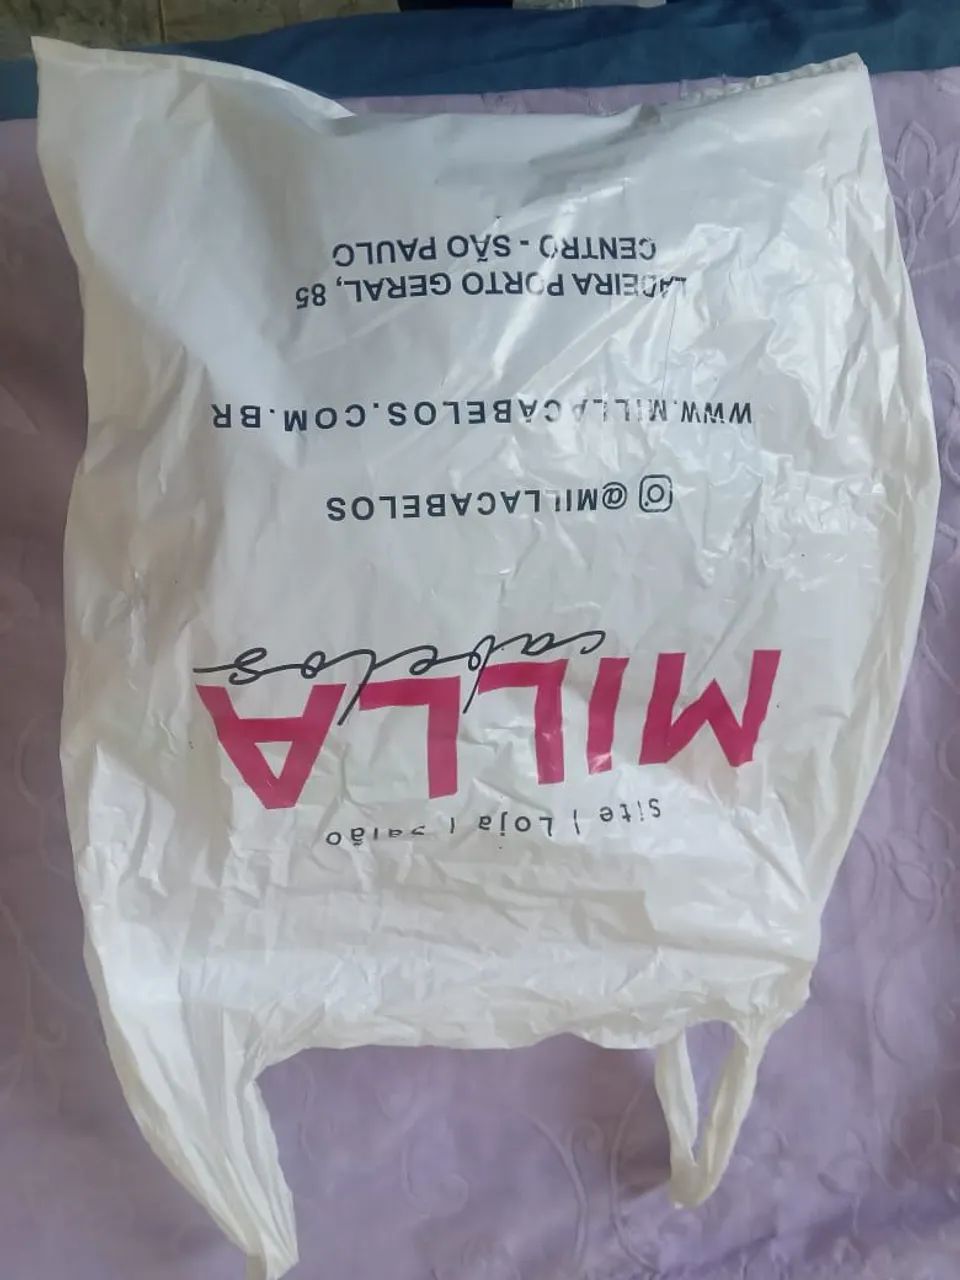 site | Loja | salão
MILLA
cabelos
@MILLACABELOS
WWW.MILLACABELOS.COM.BR
LADEIRA PORTO GERAL, 85
CENTRO - SÃO PAULO